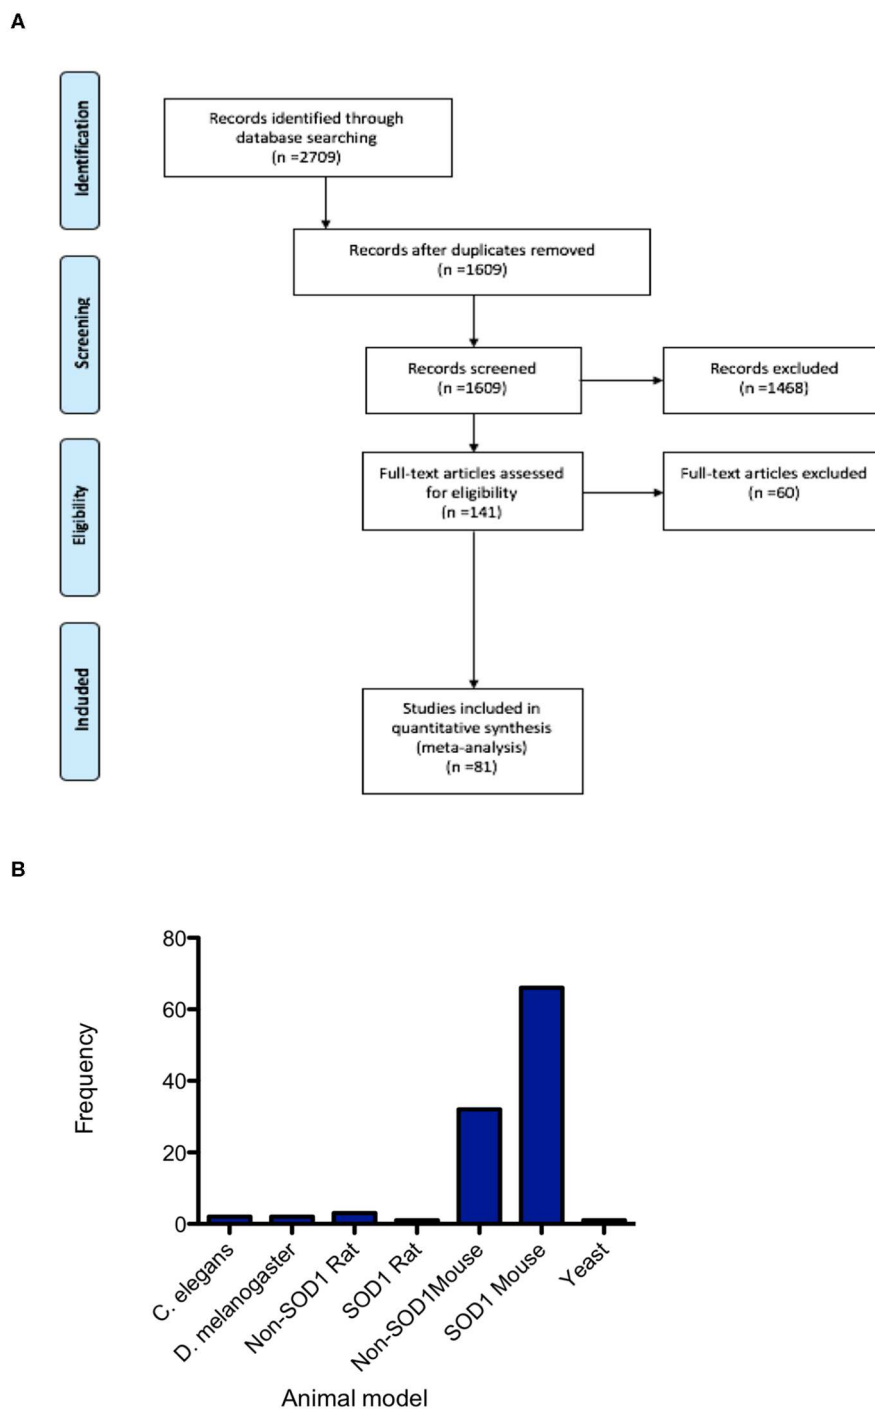 A
Identification
Records identified through
database searching
(n =2709)
Records after duplicates removed
(n =1609)
Screening
Records screened
(n =1609)
Records excluded
(n =1468)
Eligibility
Full-text articles assessed
for eligibility
(n =141)
Full-text articles excluded
(n =60)
Included
Studies included in
quantitative synthesis
(meta-analysis)
(n =81)
B
80
60
40
20
0
Frequency
C. elegans
D. melanogaster
Non-SOD1 Rat
SOD1 Rat
Non-SOD1Mouse
SOD1 Mouse
Yeast
Animal model